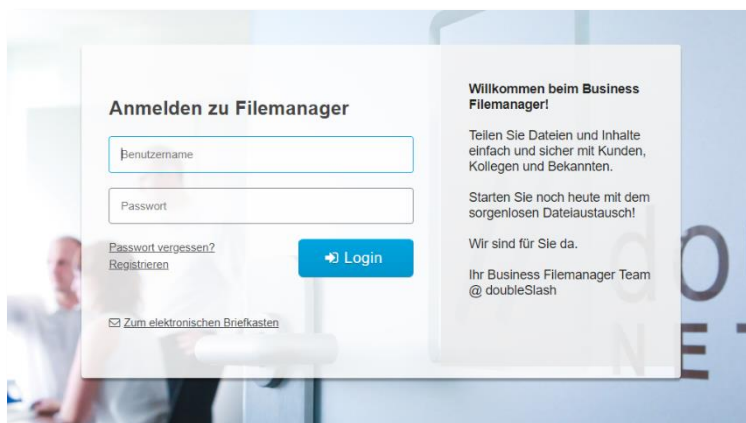 Anmelden zu Filemanager
Benutzername
Passwort
Passwort vergessen?
Registrieren
Login
Zum elektronischen Briefkasten
Willkommen beim Business
Filemanager!
Teilen Sie Dateien und Inhalte
einfach und sicher mit Kunden,
Kollegen und Bekannten.
Starten Sie noch heute mit dem
sorgenlosen Dateiaustausch!
Wir sind für Sie da.
Ihr Business Filemanager Team
@ doubleSlash
do
NET